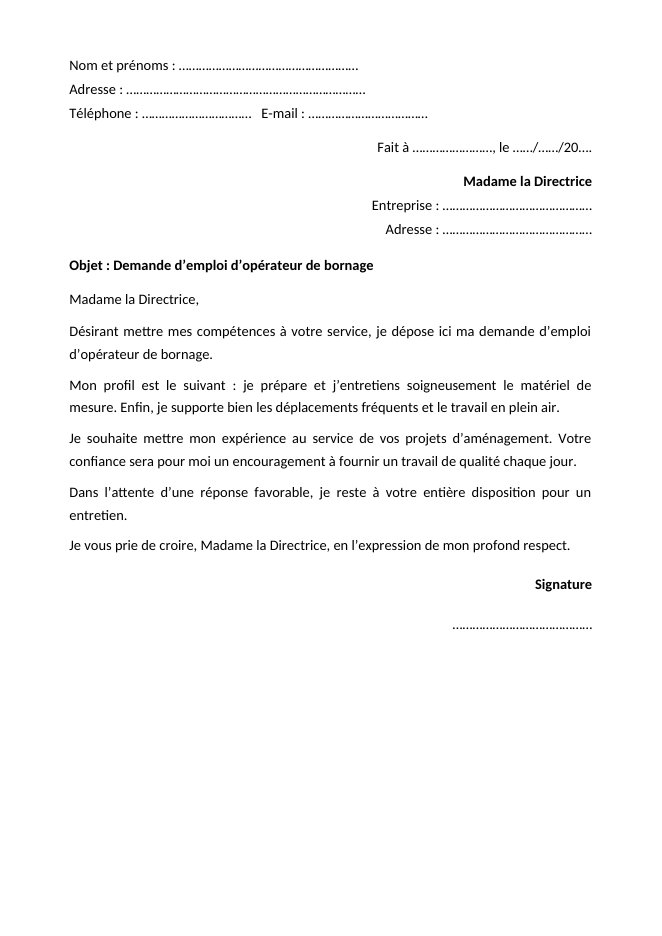 Nom et prénoms : ………………………………………………
Adresse : ………………………………………………………………
Téléphone : …………………………… E-mail : ………………………………
Fait à ……………………, le ……/……/20….
Madame la Directrice
Entreprise : ………………………………………
Adresse : ………………………………………
Objet : Demande d’emploi d’opérateur de bornage
Madame la Directrice,
Désirant mettre mes compétences à votre service, je dépose ici ma demande d’emploi
d’opérateur de bornage.
Mon profil est le suivant : je prépare et j’entretiens soigneusement le matériel de
mesure. Enfin, je supporte bien les déplacements fréquents et le travail en plein air.
Je souhaite mettre mon expérience au service de vos projets d’aménagement. Votre
confiance sera pour moi un encouragement à fournir un travail de qualité chaque jour.
Dans l’attente d’une réponse favorable, je reste à votre entière disposition pour un
entretien.
Je vous prie de croire, Madame la Directrice, en l’expression de mon profond respect.
Signature
……………………………………